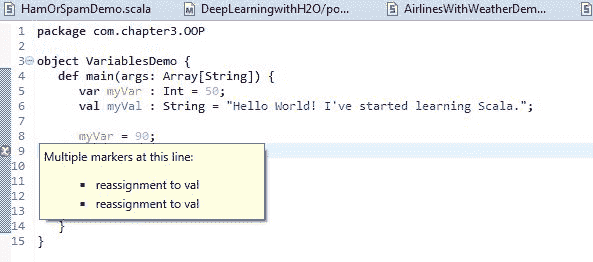 HamOrSpamDemo.scala DeepLearningwithH2O/po... AirlinesWithWeatherDem...
1 package com.chapter3.OOP
2
3 object VariablesDemo {
4 def main(args: Array[String]) {
5 var myVar : Int = 50;
6 val myVal : String = "Hello World! I've started learning Scala.";
7
8 myVar = 90;
9
Multiple markers at this line:
10
11 ▪ reassignment to val
12
13 ▪ reassignment to val
14 }
15 }